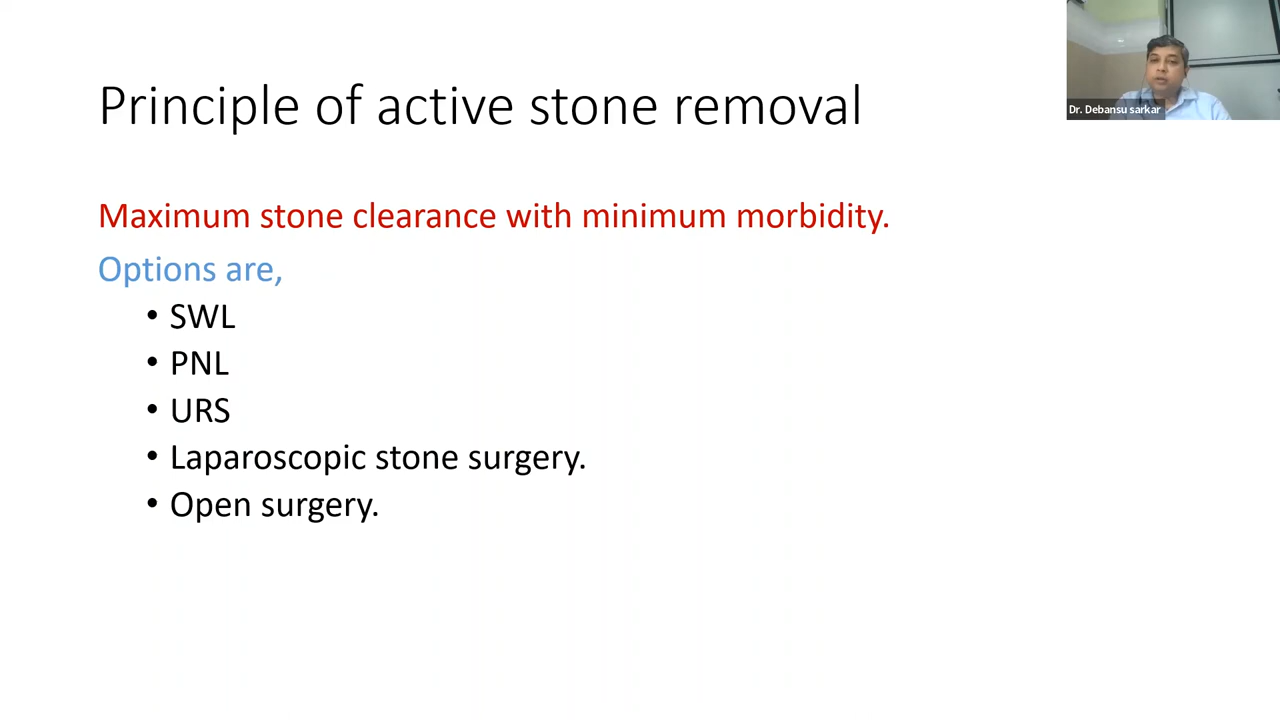 Principle of active stone removal
Dr. Debansu sarkar
Maximum stone clearance with minimum morbidity.
Options are,
• SWL
• PNL
• URS
• Laparoscopic stone surgery.
• Open surgery.